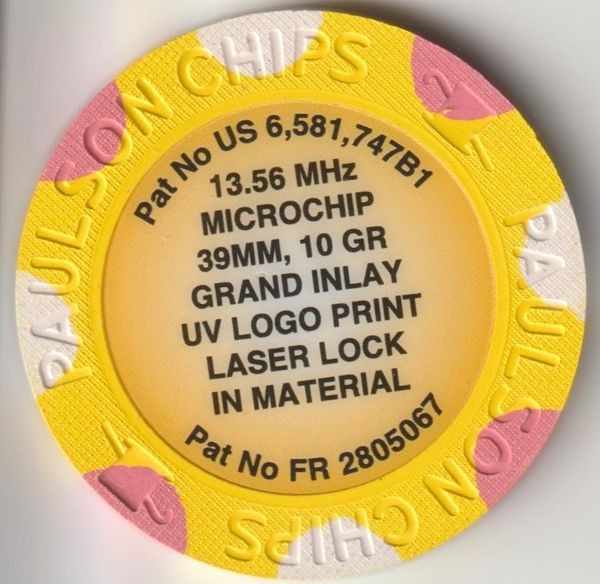 PAULSON CHIPS
PAULSON CHIPS
Pat No US 6,581,747B1
13.56 MHz
MICROCHIP
39MM, 10 GR
GRAND INLAY
UV LOGO PRINT
LASER LOCK
IN MATERIAL
Pat No FR 2805067